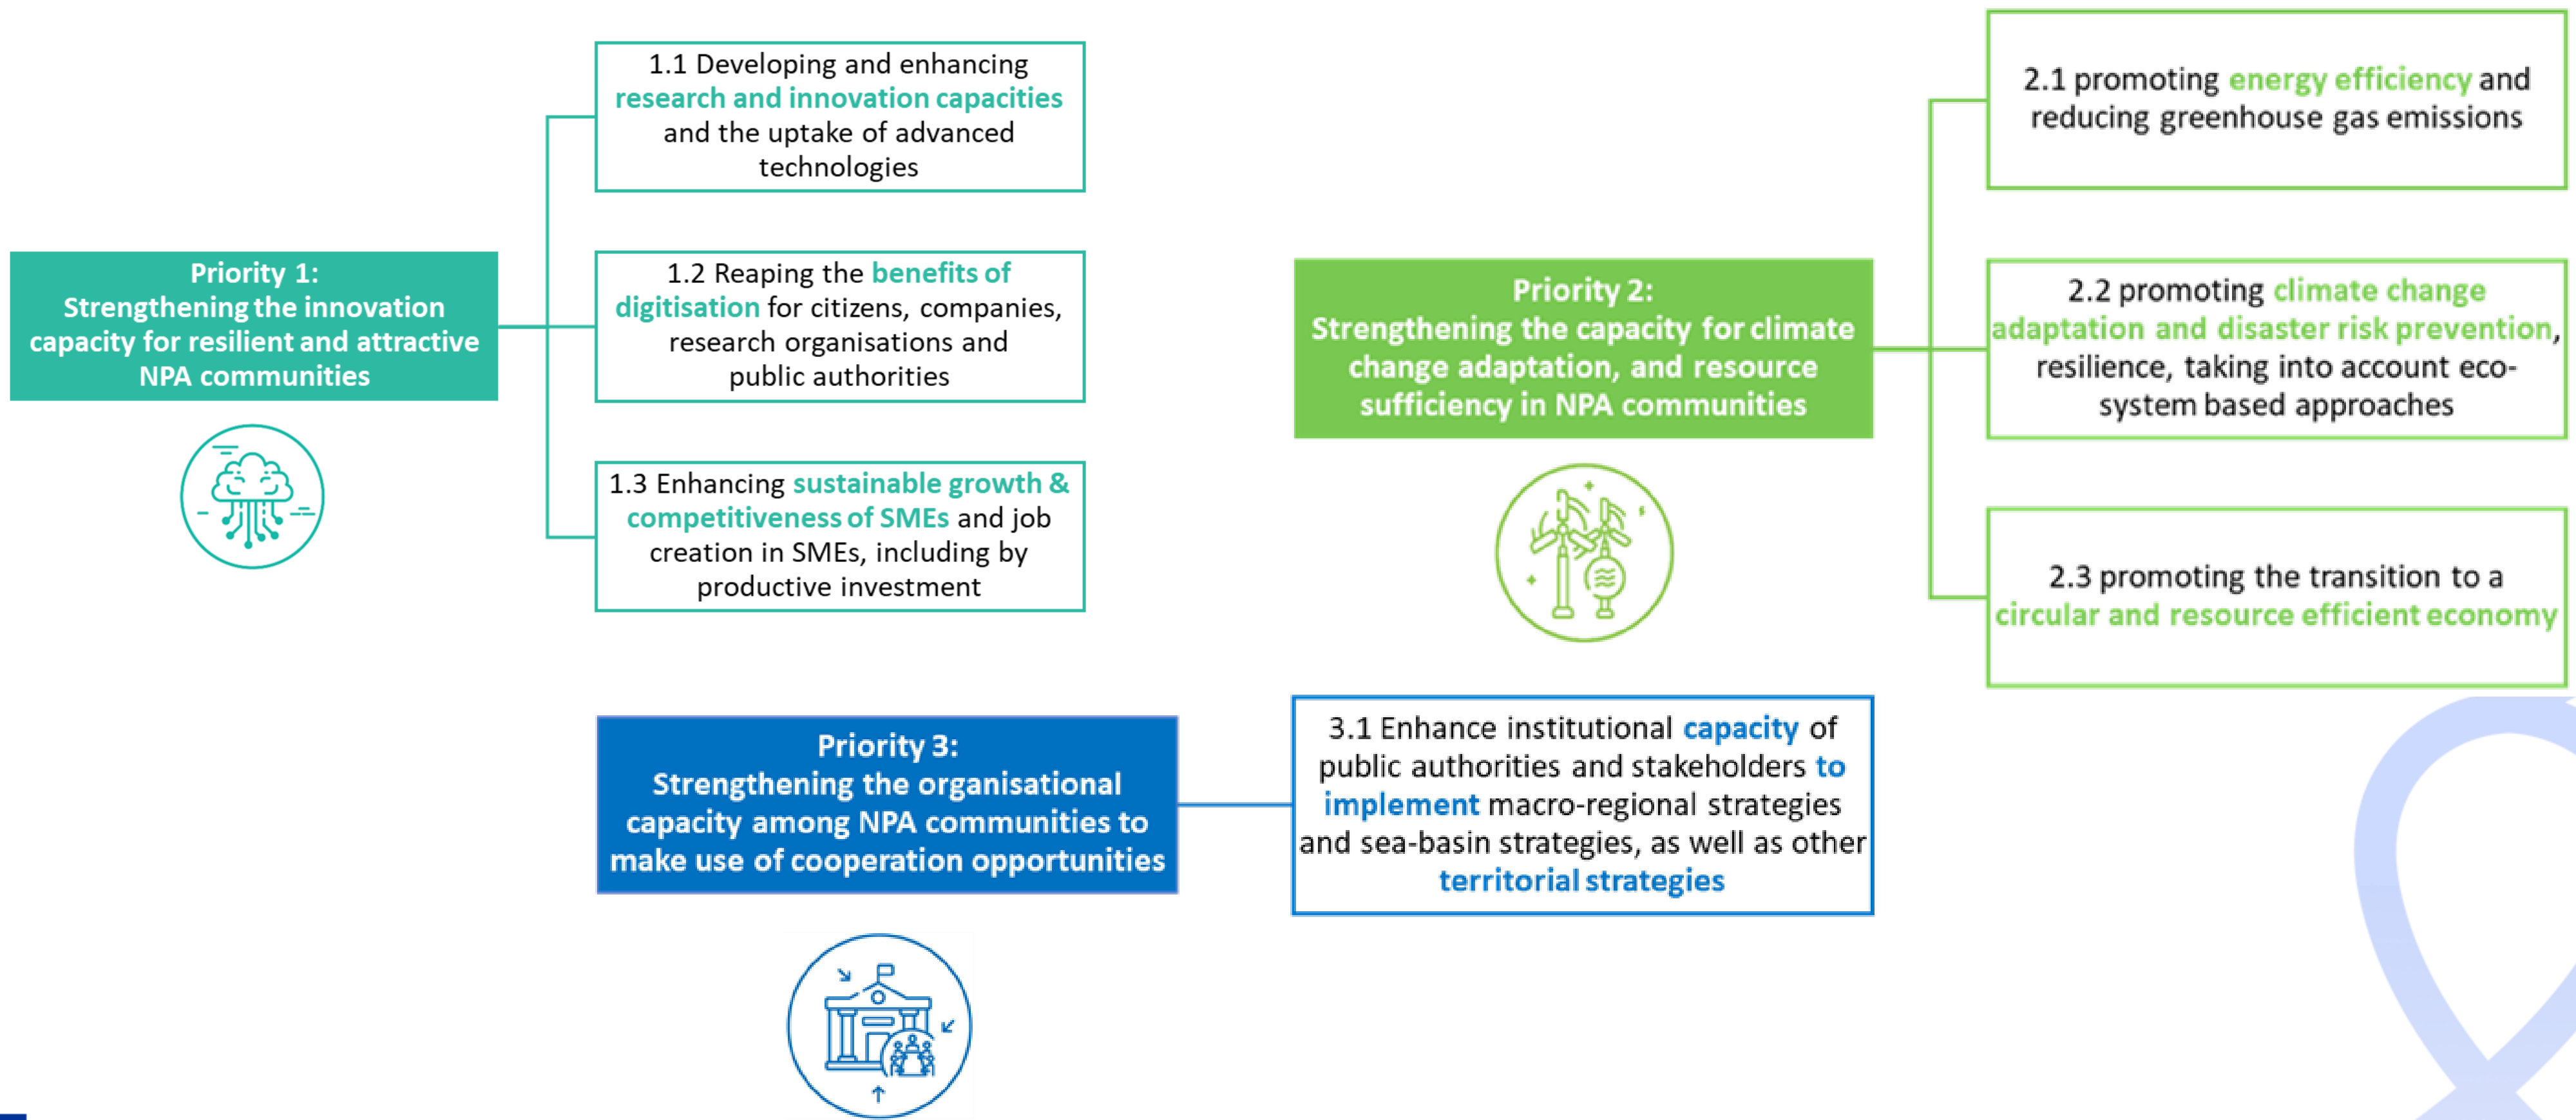 Priority 1:
Strengthening the innovation
capacity for resilient and attractive
NPA communities
1.1 Developing and enhancing
research and innovation capacities
and the uptake of advanced
technologies
1.2 Reaping the benefits of
digitisation for citizens, companies,
research organisations and
public authorities
1.3 Enhancing sustainable growth &
competitiveness of SMEs and job
creation in SMEs, including by
productive investment
Priority 2:
Strengthening the capacity for climate
change adaptation, and resource
sufficiency in NPA communities
2.1 promoting energy efficiency and
reducing greenhouse gas emissions
2.2 promoting climate change
adaptation and disaster risk prevention,
resilience, taking into account eco-
system based approaches
2.3 promoting the transition to a
circular and resource efficient economy
Priority 3:
Strengthening the organisational
capacity among NPA communities to
make use of cooperation opportunities
3.1 Enhance institutional capacity of
public authorities and stakeholders to
implement macro-regional strategies
and sea-basin strategies, as well as other
territorial strategies